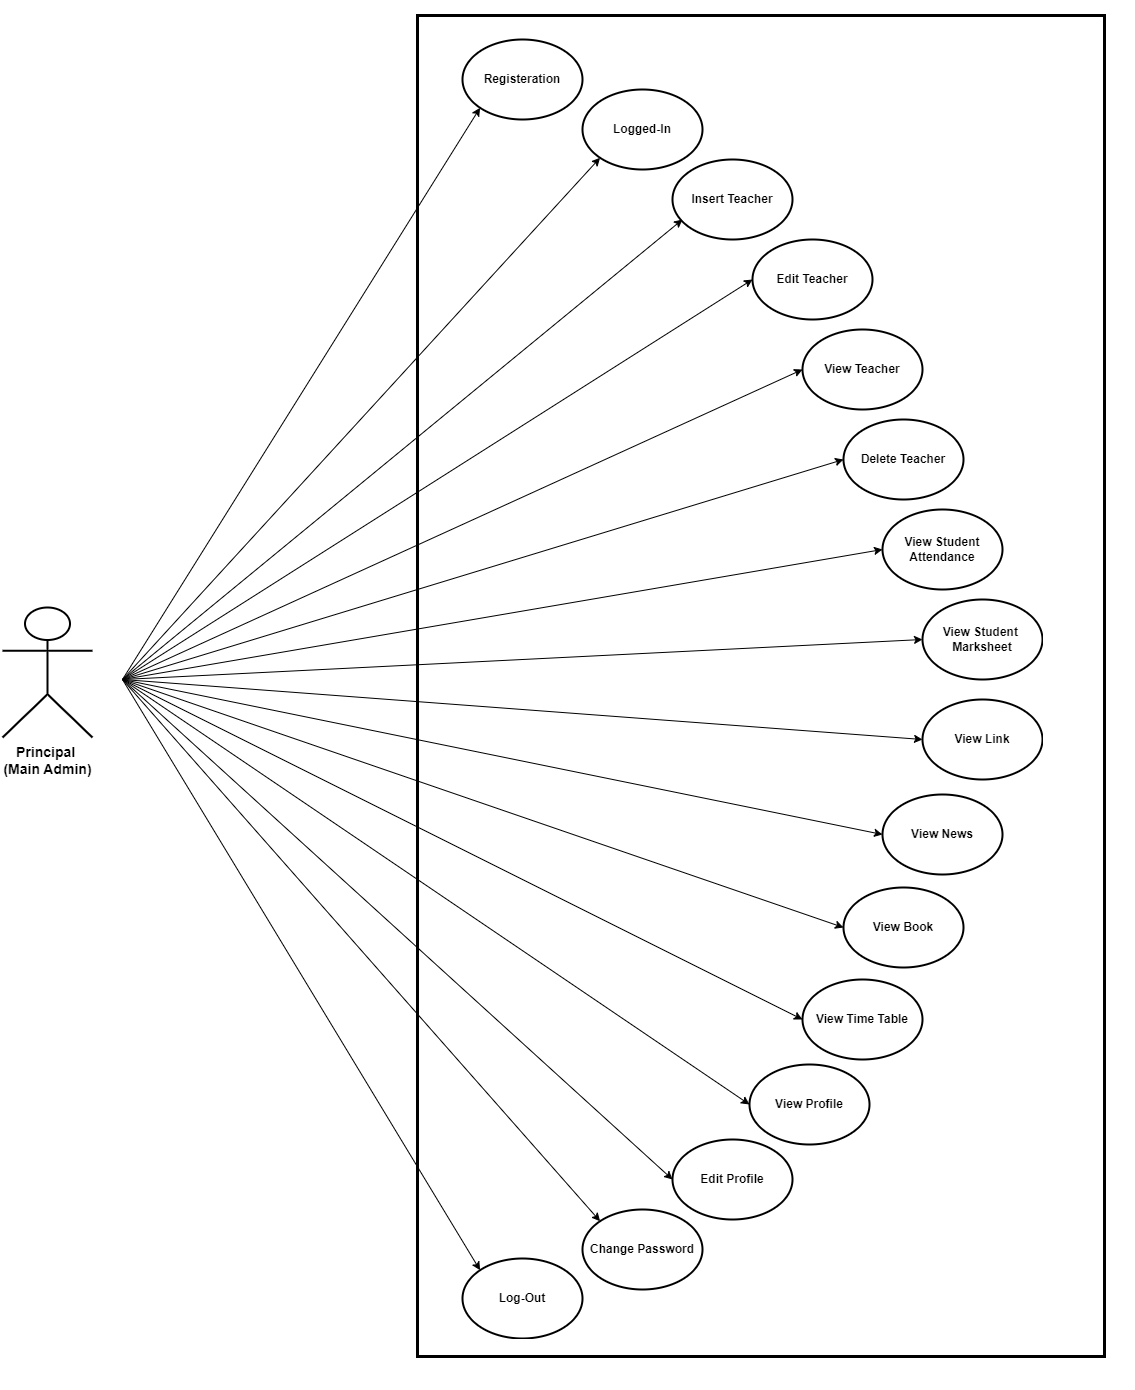 Registeration
Logged-In
Insert Teacher
Edit Teacher
View Teacher
Delete Teacher
View Student
Attendance
View Student
Marksheet
View Link
View News
View Book
View Time Table
View Profile
Edit Profile
Change Password
Log-Out
Principal
(Main Admin)